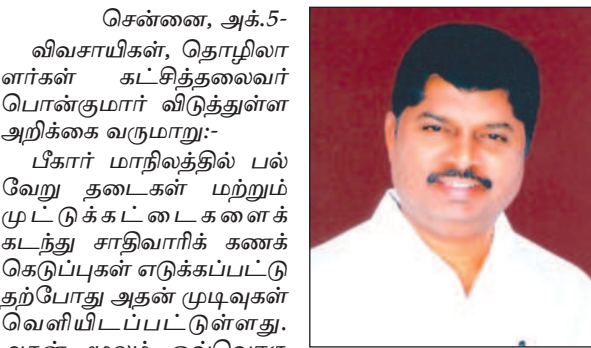 சென்னை, அக்.5-
விவசாயிகள், தொழிலா
ளர்கள் கட்சித்தலைவர்
பொன்குமார் விடுத்துள்ள
அறிக்கை வருமாறு:-
பீகார் மாநிலத்தில் பல்
வேறு தடைகள் மற்றும்
முட்டுக்கட்டைகளைக்
கடந்து சாதிவாரிக் கணக்
கெடுப்புகள் எடுக்கப்பட்டு
தற்போது அதன் முடிவுகள்
வெளியிடப்பட்டுள்ளது.